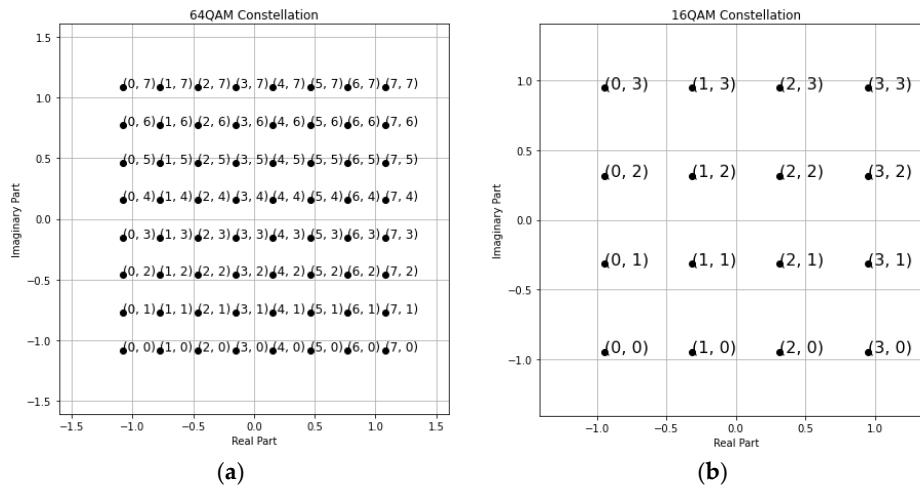 64QAM Constellation
1.5
1.0
0.5
0.0
−0.5
−1.0
−1.5
Imaginary Part
(0, 7) (1, 7) (2, 7) (3, 7) (4, 7) (5, 7) (6, 7) (7, 7)
(0, 6) (1, 6) (2, 6) (3, 6) (4, 6) (5, 6) (6, 6) (7, 6)
(0, 5) (1, 5) (2, 5) (3, 5) (4, 5) (5, 5) (6, 5) (7, 5)
(0, 4) (1, 4) (2, 4) (3, 4) (4, 4) (5, 4) (6, 4) (7, 4)
(0, 3) (1, 3) (2, 3) (3, 3) (4, 3) (5, 3) (6, 3) (7, 3)
(0, 2) (1, 2) (2, 2) (3, 2) (4, 2) (5, 2) (6, 2) (7, 2)
(0, 1) (1, 1) (2, 1) (3, 1) (4, 1) (5, 1) (6, 1) (7, 1)
(0, 0) (1, 0) (2, 0) (3, 0) (4, 0) (5, 0) (6, 0) (7, 0)
−1.5 −1.0 −0.5 0.0 0.5 1.0 1.5
Real Part
(a)
16QAM Constellation
1.0
0.5
0.0
−0.5
−1.0
Imaginary Part
(0, 3) (1, 3) (2, 3) (3, 3)
(0, 2) (1, 2) (2, 2) (3, 2)
(0, 1) (1, 1) (2, 1) (3, 1)
(0, 0) (1, 0) (2, 0) (3, 0)
−1.0 −0.5 0.0 0.5 1.0
Real Part
(b)